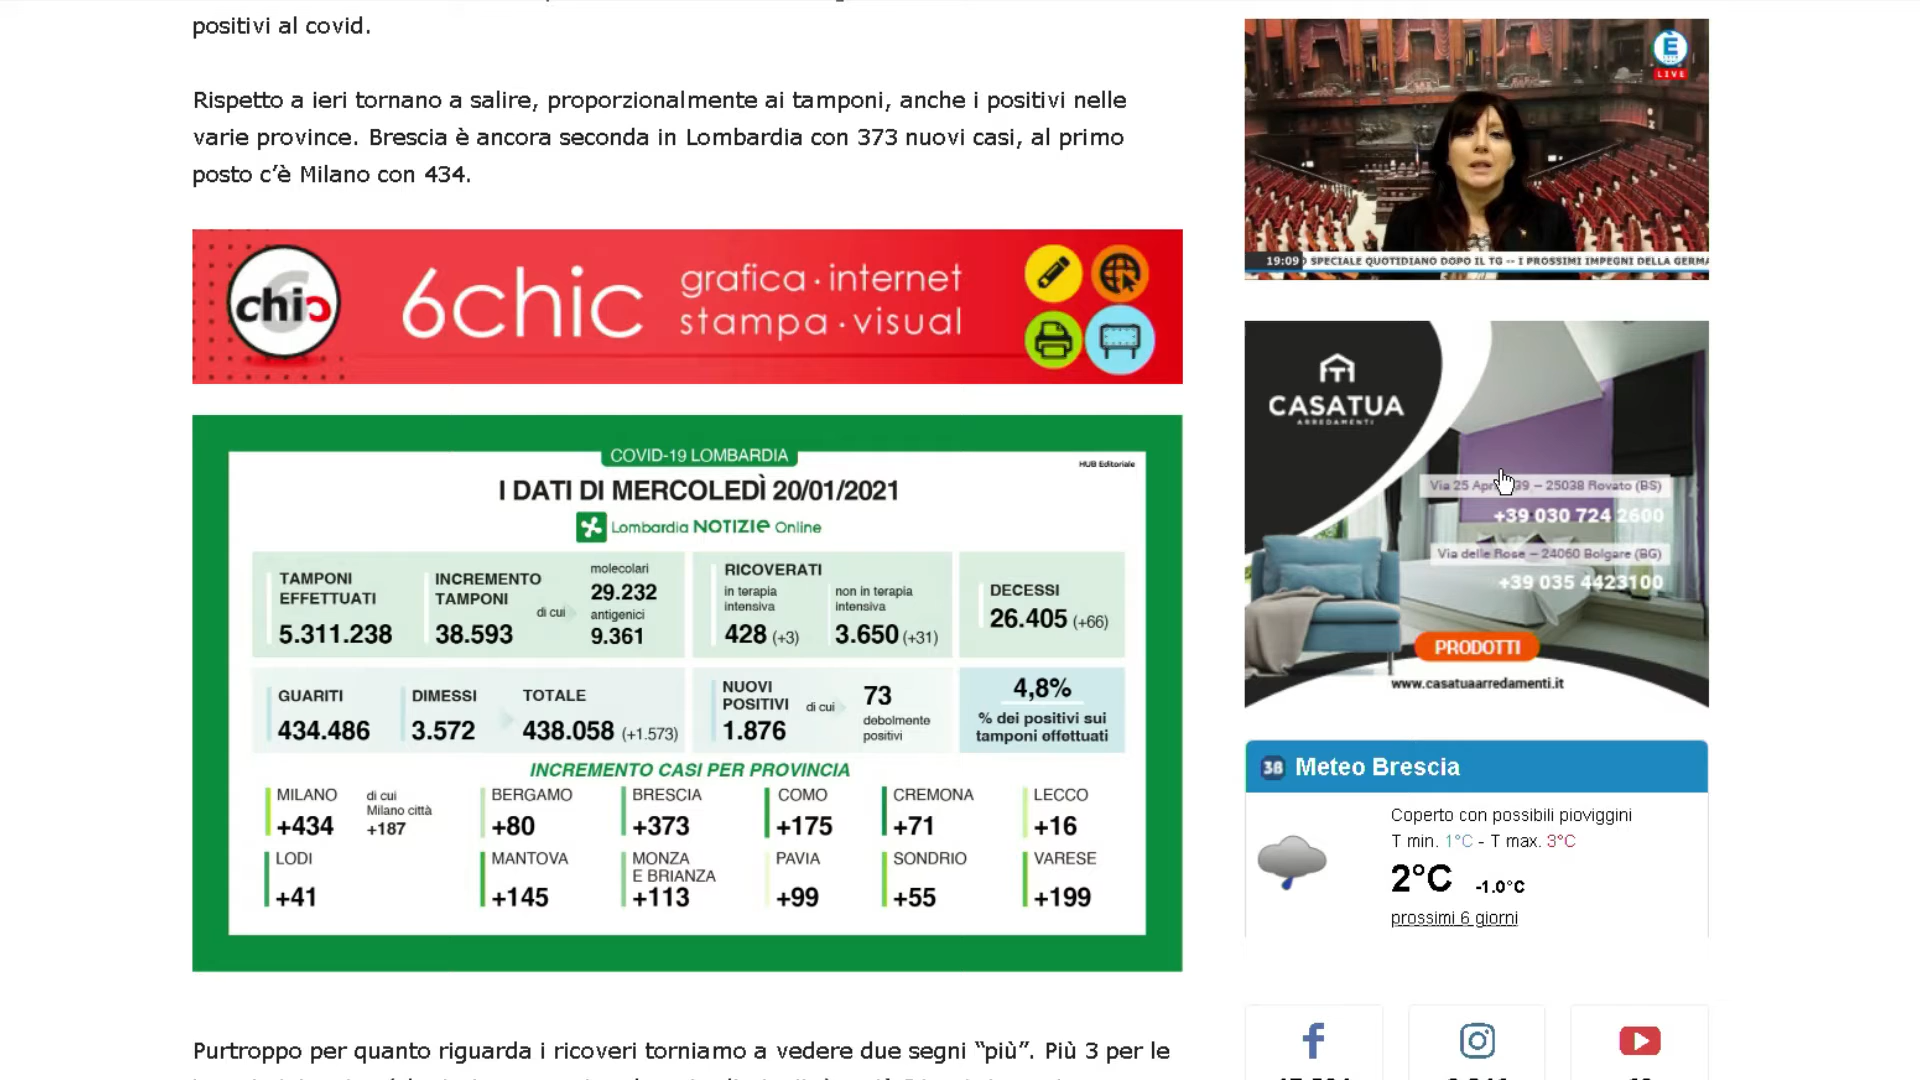 positivi al covid.
Rispetto a ieri tornano a salire, proporzionalmente ai tamponi, anche i positivi nelle
varie province. Brescia è ancora seconda in Lombardia con 373 nuovi casi, al primo
posto c’è Milano con 434.
chic
6chic
grafica · internet
stampa · visual
COVID-19 LOMBARDIA
HUB Editoriale
I DATI DI MERCOLEDÌ 20/01/2021
Lombardia NOTIZIE Online
TAMPONI
EFFETTUATI
5.311.238
INCREMENTO
TAMPONI
38.593
di cui
molecolari
29.232
antigenici
9.361
RICOVERATI
in terapia
intensiva
428 (+3)
non in terapia
intensiva
3.650 (+31)
DECESSI
26.405 (+66)
GUARITI
434.486
DIMESSI
3.572
TOTALE
438.058 (+1.573)
NUOVI
POSITIVI
1.876
di cui
73
debolmente
positivi
4,8%
% dei positivi sui
tamponi effettuati
INCREMENTO CASI PER PROVINCIA
MILANO
+434
di cui
Milano città
+187
BERGAMO
+80
BRESCIA
+373
COMO
+175
CREMONA
+71
LECCO
+16
LODI
+41
MANTOVA
+145
MONZA
E BRIANZA
+113
PAVIA
+99
SONDRIO
+55
VARESE
+199
Purtroppo per quanto riguarda i ricoveri torniamo a vedere due segni “più”. Più 3 per le
È
LIVE
19:09 SPECIALE QUOTIDIANO DOPO IL TG -- I PROSSIMI IMPEGNI DELLA GERMA
CASATUA
ARREDAMENTI
Via 25 39 – 25038 Rovato (BS)
+39 030 724 2600
Via delle Rose – 24060 Bolgare (BG)
+39 035 4423100
PRODOTTI
www.casatuaarredamenti.it
3B Meteo Brescia
Coperto con possibili pioviggini
T min. 1°C - T max. 3°C
2°C -1.0°C
prossimi 6 giorni